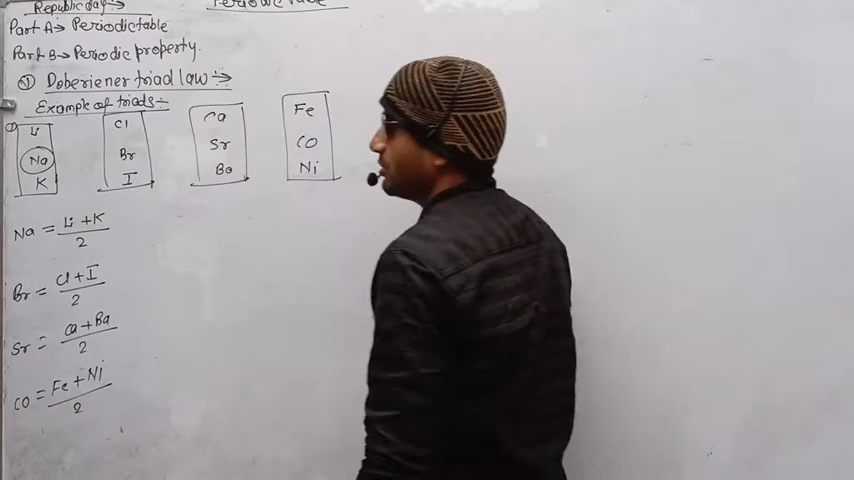 Republic day :→
Periodic Table
Part A:→ Periodictable
Part B→ Periodic property.
① Doberiener triad law :→
Example of triads :-
① Li Cl Ca Fe
Na Br Sr CO
K I Ba Ni
Na = Li + K / 2
Br = Cl + I / 2
Sr = Ca + Ba / 2
CO = Fe + Ni / 2